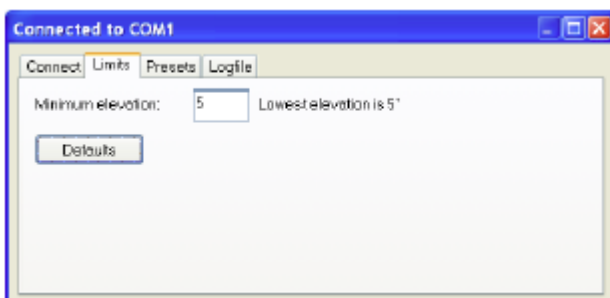 Connected to COM1
Connect Limits Presets Logfile
Minimum elevation: 5 Lowest elevation is 5°
Defaults